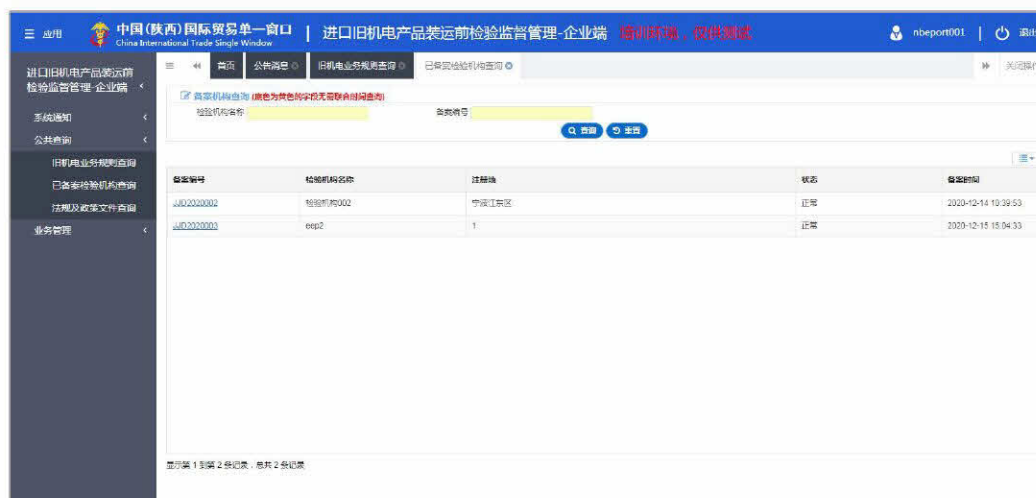 应用
中国(陕西)国际贸易单一窗口
China International Trade Single Window
进口旧机电产品装运前检验监督管理-企业端
培训环境，仅供测试
nbeport001
退出
进口旧机电产品装运前
检验监督管理-企业端
系统通知
公共查询
旧机电业务规则查询
已备案检验机构查询
法规及政策文件查询
业务管理
首页
公告消息
旧机电业务规则查询
已备案检验机构查询
关闭操作
备案机构查询 (底色为黄色的字段无需联合时间查询)
检验机构名称 备案编号
查询 重置
备案编号 检验机构名称 注册地 状态 备案时间
JJD2020002 检验机构002 宁波江东区 正常 2020-12-14 10:39:53
JJD2020003 eep2 1 正常 2020-12-15 15:04:33
显示第 1 到第 2 条记录，总共 2 条记录